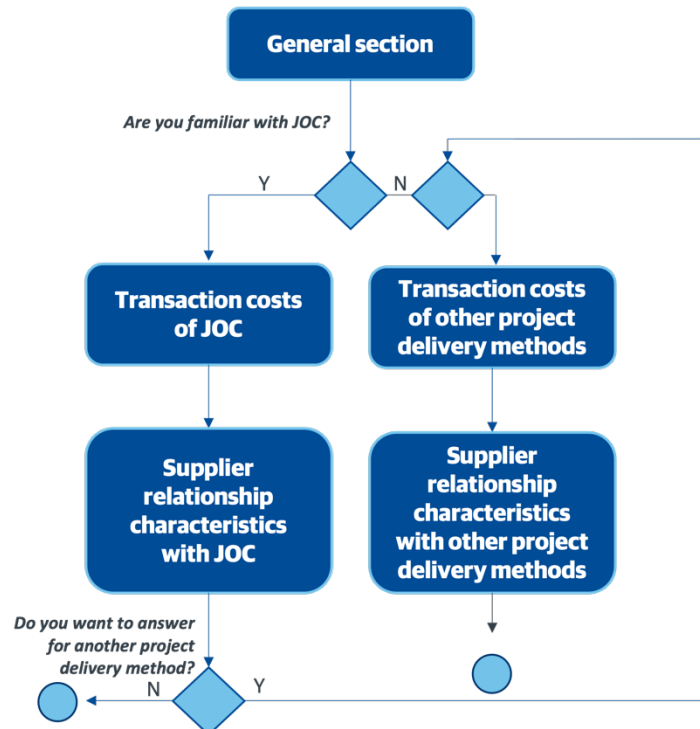 General section
Are you familiar with JOC?
Y
N
Transaction costs
of JOC
Transaction costs
of other project
delivery methods
Supplier
relationship
characteristics
with JOC
Supplier
relationship
characteristics
with other project
delivery methods
Do you want to answer
for another project
delivery method?
N
Y